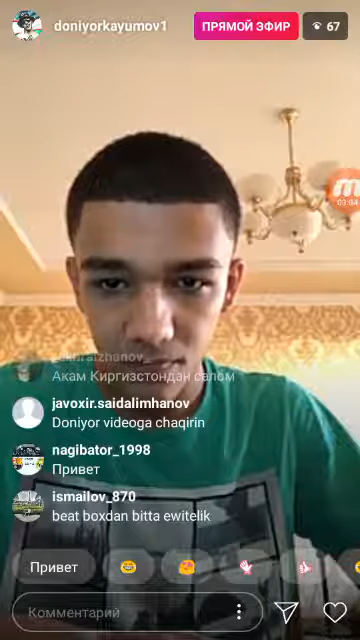 doniyorkayumov1
ПРЯМОЙ ЭФИР
67
03:04
Акам Киргизстондан салом
javoxir.saidalimhanov
Doniyor videoga chaqirin
nagibator_1998
Привет
ismailov_870
beat boxdan bitta ewitelik
Привет
Комментарий